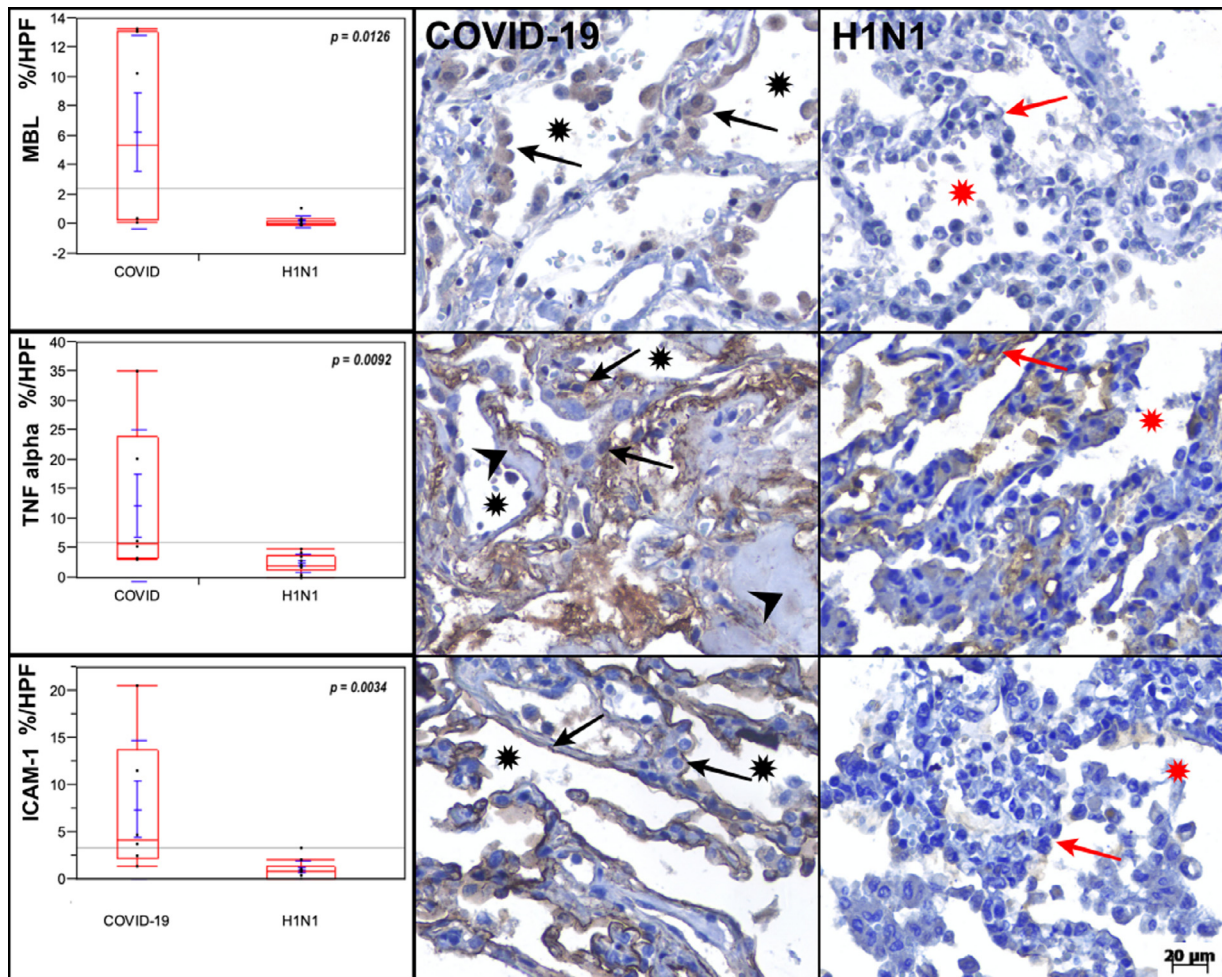 COVID-19
H1N1
MBL %/HPF
14
12
10
8
6
4
2
0
-2
p = 0.0126
COVID
H1N1
TNF alpha %/HPF
40
35
30
25
20
15
10
5
0
p = 0.0092
COVID
H1N1
ICAM-1 %/HPF
20
15
10
5
0
p = 0.0034
COVID-19
H1N1
20 µm